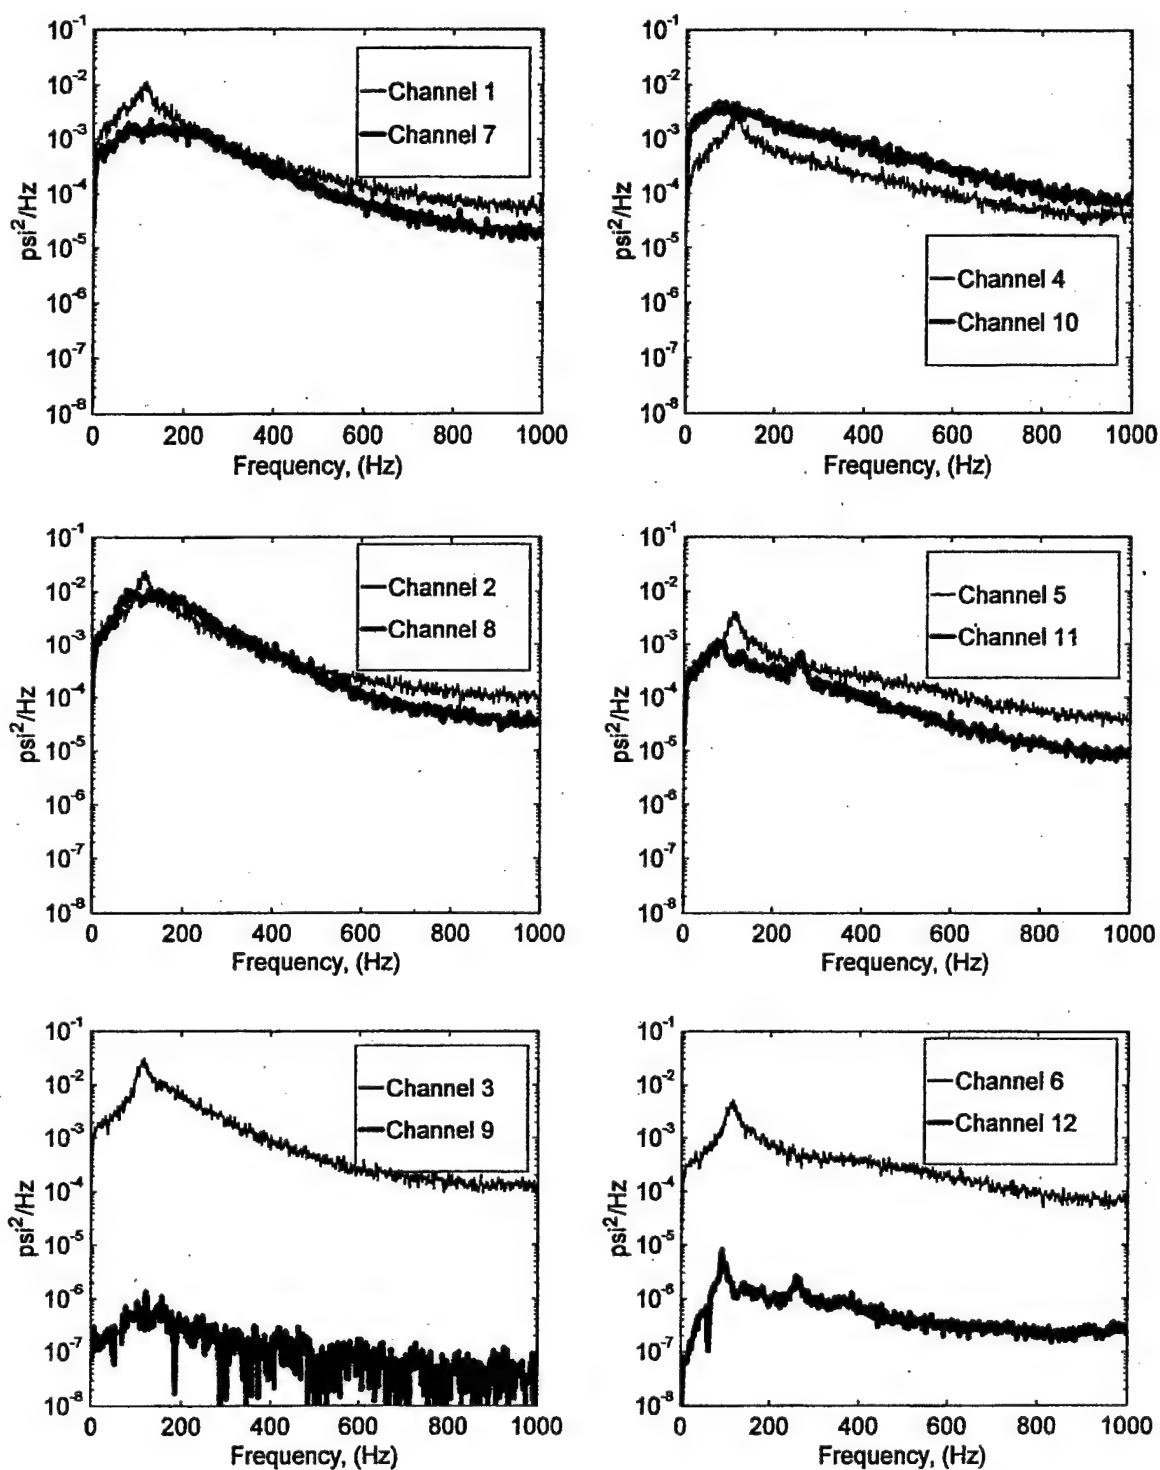 10-1
10-2
10-3
10-4
10-5
10-6
10-7
10-8
psi2/Hz
Channel 1
Channel 7
0 200 400 600 800 1000
Frequency, (Hz)
10-1
10-2
10-3
10-4
10-5
10-6
10-7
10-8
psi2/Hz
Channel 4
Channel 10
0 200 400 600 800 1000
Frequency, (Hz)
10-1
10-2
10-3
10-4
10-5
10-6
10-7
10-8
psi2/Hz
Channel 2
Channel 8
0 200 400 600 800 1000
Frequency, (Hz)
10-1
10-2
10-3
10-4
10-5
10-6
10-7
10-8
psi2/Hz
Channel 5
Channel 11
0 200 400 600 800 1000
Frequency, (Hz)
10-1
10-2
10-3
10-4
10-5
10-6
10-7
10-8
psi2/Hz
Channel 3
Channel 9
0 200 400 600 800 1000
Frequency, (Hz)
10-1
10-2
10-3
10-4
10-5
10-6
10-7
10-8
psi2/Hz
Channel 6
Channel 12
0 200 400 600 800 1000
Frequency, (Hz)